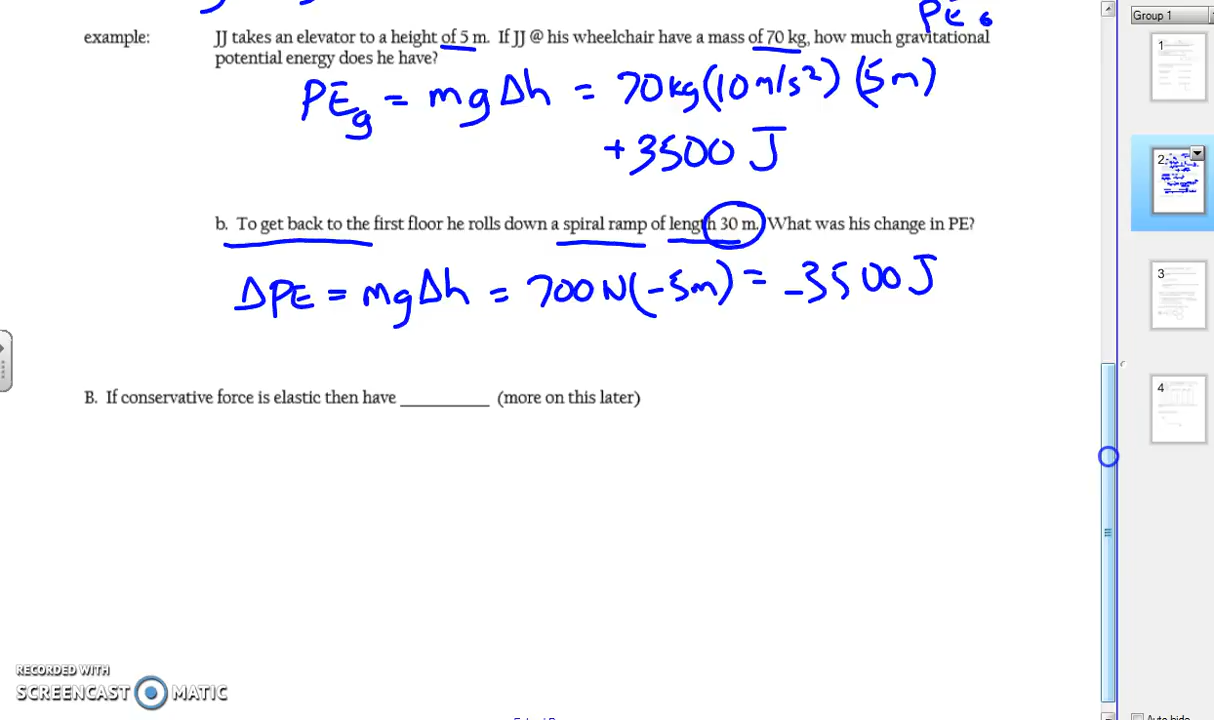 PE G
example: JJ takes an elevator to a height of 5 m. If JJ @ his wheelchair have a mass of 70 kg, how much gravitational
potential energy does he have?
PEg = mgΔh = 70kg(10m/s²)(5m)
+3500 J
b. To get back to the first floor he rolls down a spiral ramp of length 30 m. What was his change in PE?
ΔPE = mgΔh = 700N(-5m) = -3500J
B. If conservative force is elastic then have __________ (more on this later)
RECORDED WITH
SCREENCAST MATIC
Group 1
1
2
3
4
Auto hide